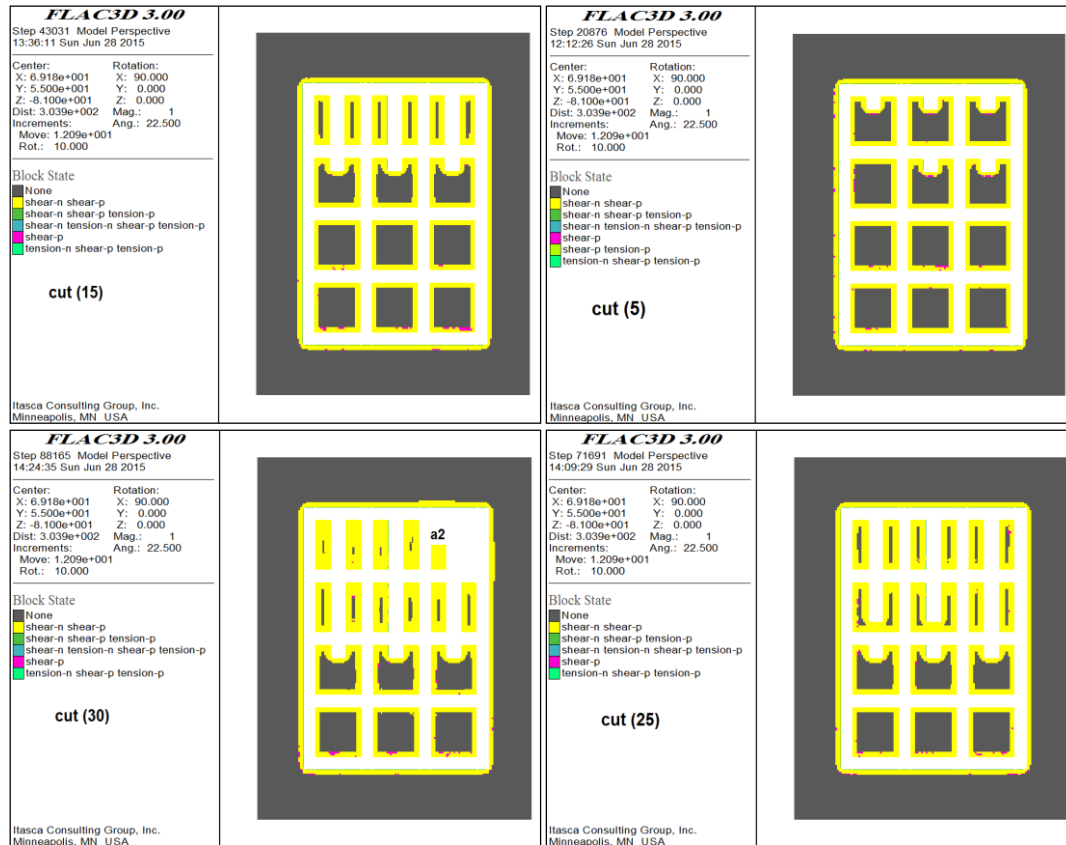 FLAC3D 3.00
Step 43031 Model Perspective
13:36:11 Sun Jun 28 2015
Center: Rotation:
X: 6.918e+001 X: 90.000
Y: 5.500e+001 Y: 0.000
Z: -8.100e+001 Z: 0.000
Dist: 3.039e+002 Mag.: 1
Increments: Ang.: 22.500
Move: 1.209e+001
Rot.: 10.000
Block State
None
shear-n shear-p
shear-n shear-p tension-p
shear-n tension-n shear-p tension-p
shear-p
tension-n shear-p tension-p
cut (15)
Itasca Consulting Group, Inc.
Minneapolis, MN USA
FLAC3D 3.00
Step 20876 Model Perspective
12:12:26 Sun Jun 28 2015
Center: Rotation:
X: 6.918e+001 X: 90.000
Y: 5.500e+001 Y: 0.000
Z: -8.100e+001 Z: 0.000
Dist: 3.039e+002 Mag.: 1
Increments: Ang.: 22.500
Move: 1.209e+001
Rot.: 10.000
Block State
None
shear-n shear-p
shear-n shear-p tension-p
shear-n tension-n shear-p tension-p
shear-p
shear-p tension-p
tension-n shear-p tension-p
cut (5)
Itasca Consulting Group, Inc.
Minneapolis, MN USA
FLAC3D 3.00
Step 88165 Model Perspective
14:24:35 Sun Jun 28 2015
Center: Rotation:
X: 6.918e+001 X: 90.000
Y: 5.500e+001 Y: 0.000
Z: -8.100e+001 Z: 0.000
Dist: 3.039e+002 Mag.: 1
Increments: Ang.: 22.500
Move: 1.209e+001
Rot.: 10.000
Block State
None
shear-n shear-p
shear-n shear-p tension-p
shear-n tension-n shear-p tension-p
shear-p
tension-n shear-p tension-p
cut (30)
a2
Itasca Consulting Group, Inc.
Minneapolis, MN USA
FLAC3D 3.00
Step 71691 Model Perspective
14:09:29 Sun Jun 28 2015
Center: Rotation:
X: 6.918e+001 X: 90.000
Y: 5.500e+001 Y: 0.000
Z: -8.100e+001 Z: 0.000
Dist: 3.039e+002 Mag.: 1
Increments: Ang.: 22.500
Move: 1.209e+001
Rot.: 10.000
Block State
None
shear-n shear-p
shear-n shear-p tension-p
shear-n tension-n shear-p tension-p
shear-p
tension-n shear-p tension-p
cut (25)
Itasca Consulting Group, Inc.
Minneapolis, MN USA